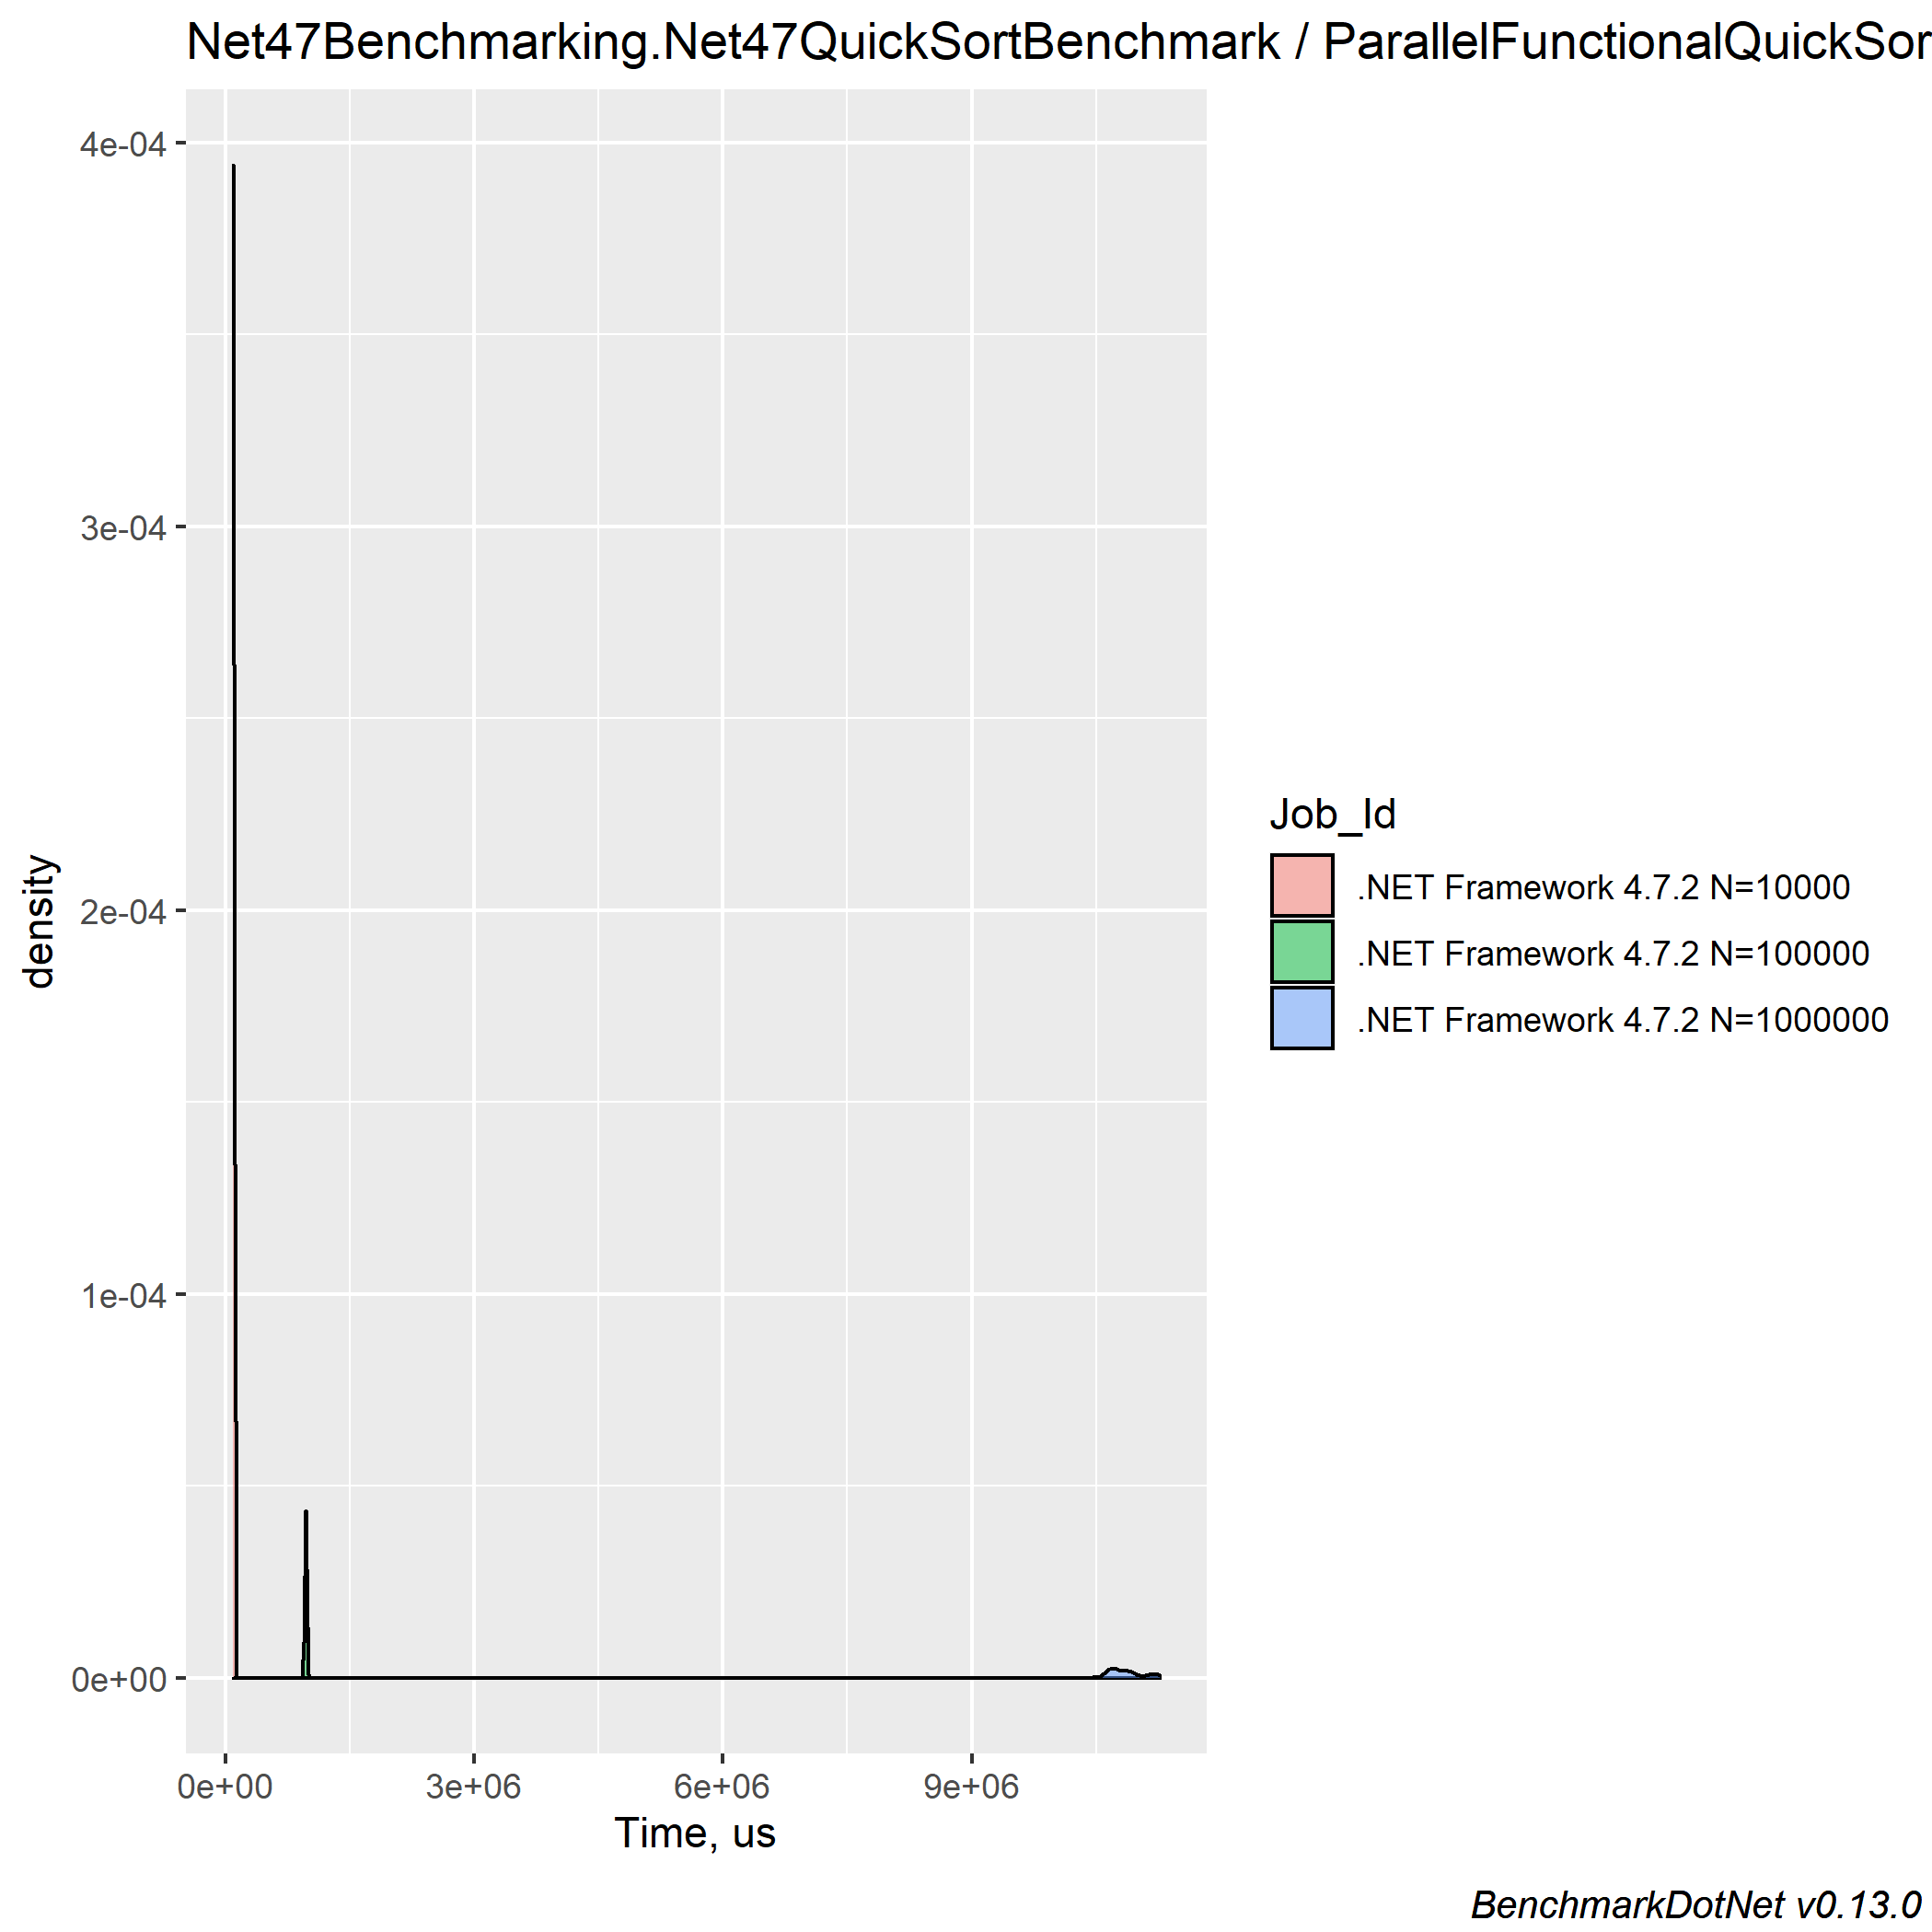 Net47Benchmarking.Net47QuickSortBenchmark / ParallelFunctionalQuickSor
4e-04
3e-04
2e-04
1e-04
0e+00
density
0e+00 3e+06 6e+06 9e+06
Time, us
Job_Id
.NET Framework 4.7.2 N=10000
.NET Framework 4.7.2 N=100000
.NET Framework 4.7.2 N=1000000
BenchmarkDotNet v0.13.0